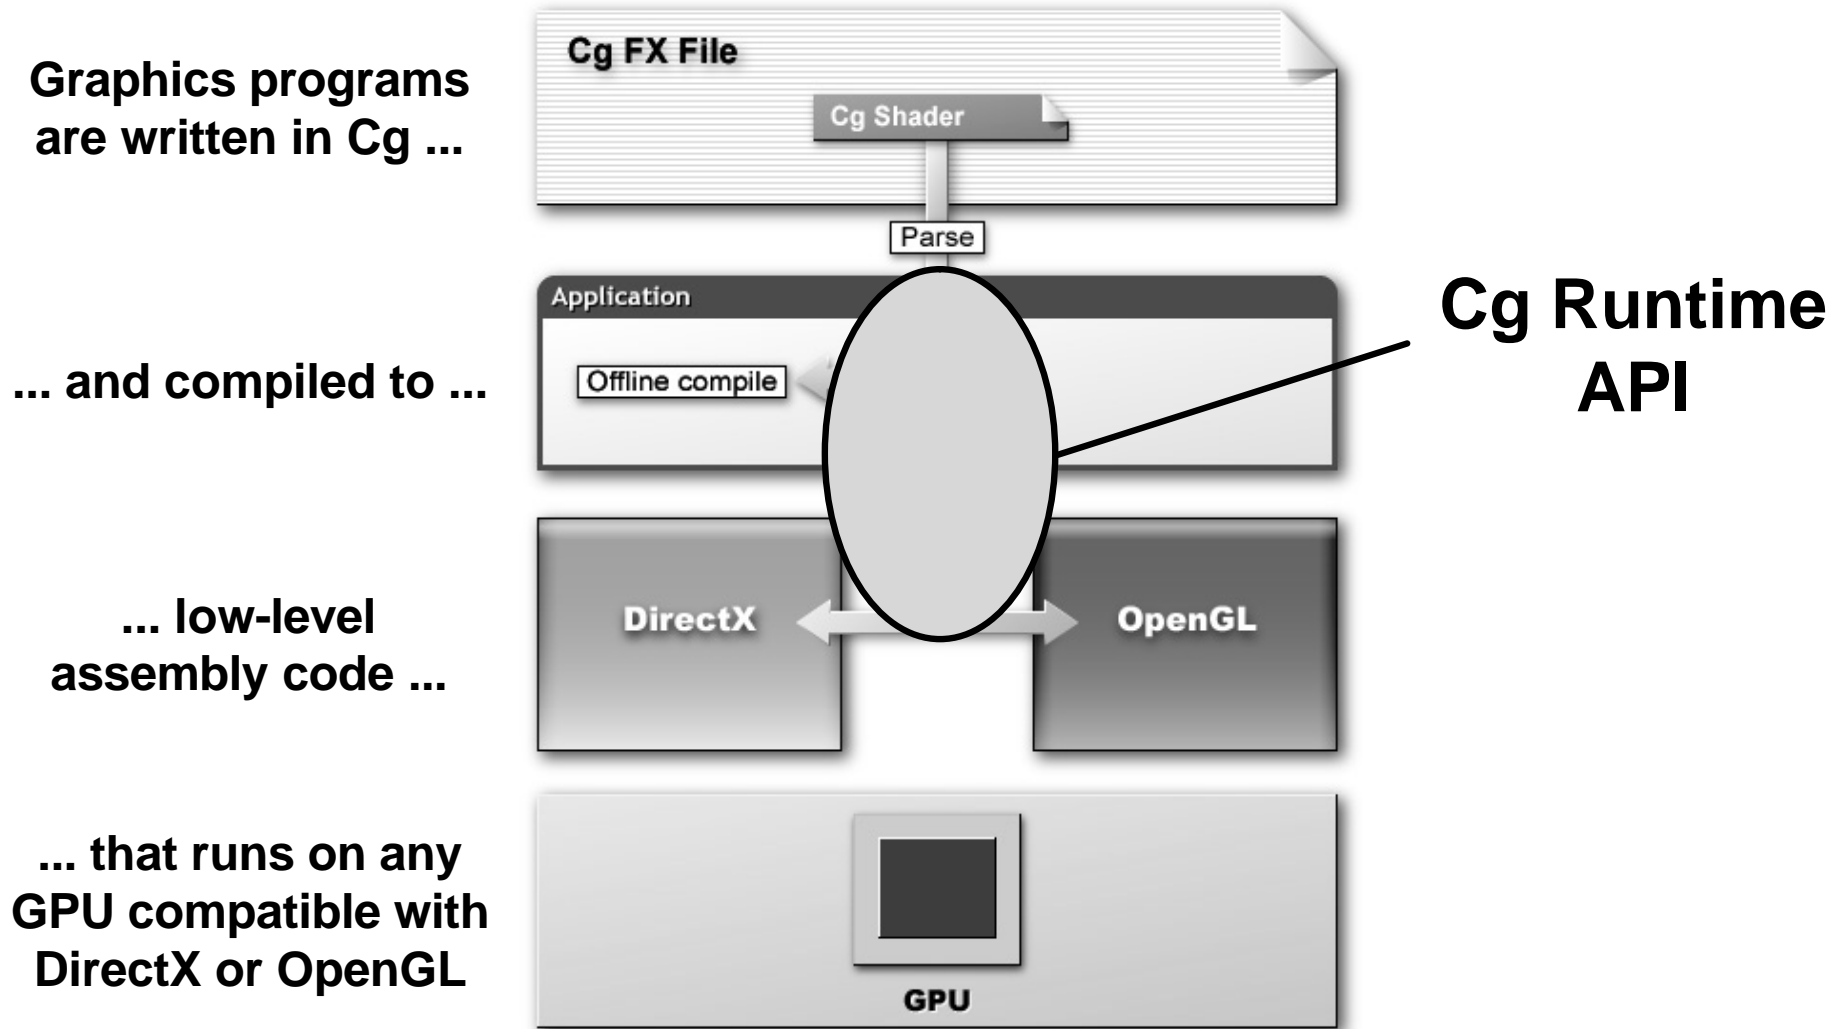 Graphics programs
are written in Cg ...
Cg FX File
Cg Shader
Parse
Application
Offline compile
Cg Runtime
API
... and compiled to ...
... low-level
assembly code ...
DirectX
OpenGL
... that runs on any
GPU compatible with
DirectX or OpenGL
GPU